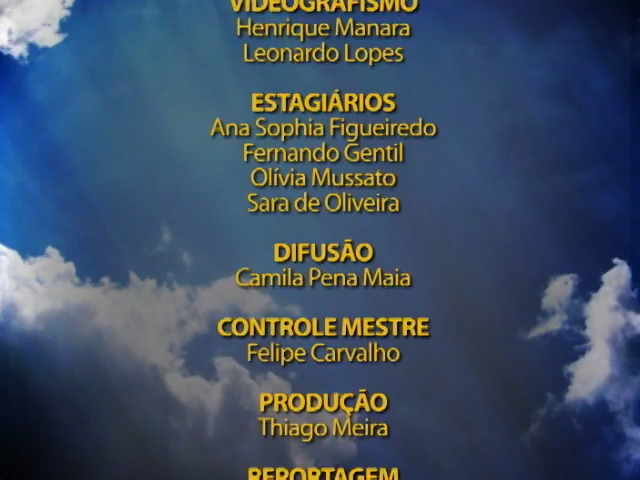 VIDEOGRAFISMO
Henrique Manara
Leonardo Lopes
ESTAGIÁRIOS
Ana Sophia Figueiredo
Fernando Gentil
Olívia Mussato
Sara de Oliveira
DIFUSÃO
Camila Pena Maia
CONTROLE MESTRE
Felipe Carvalho
PRODUÇÃO
Thiago Meira
REPORTAGEM